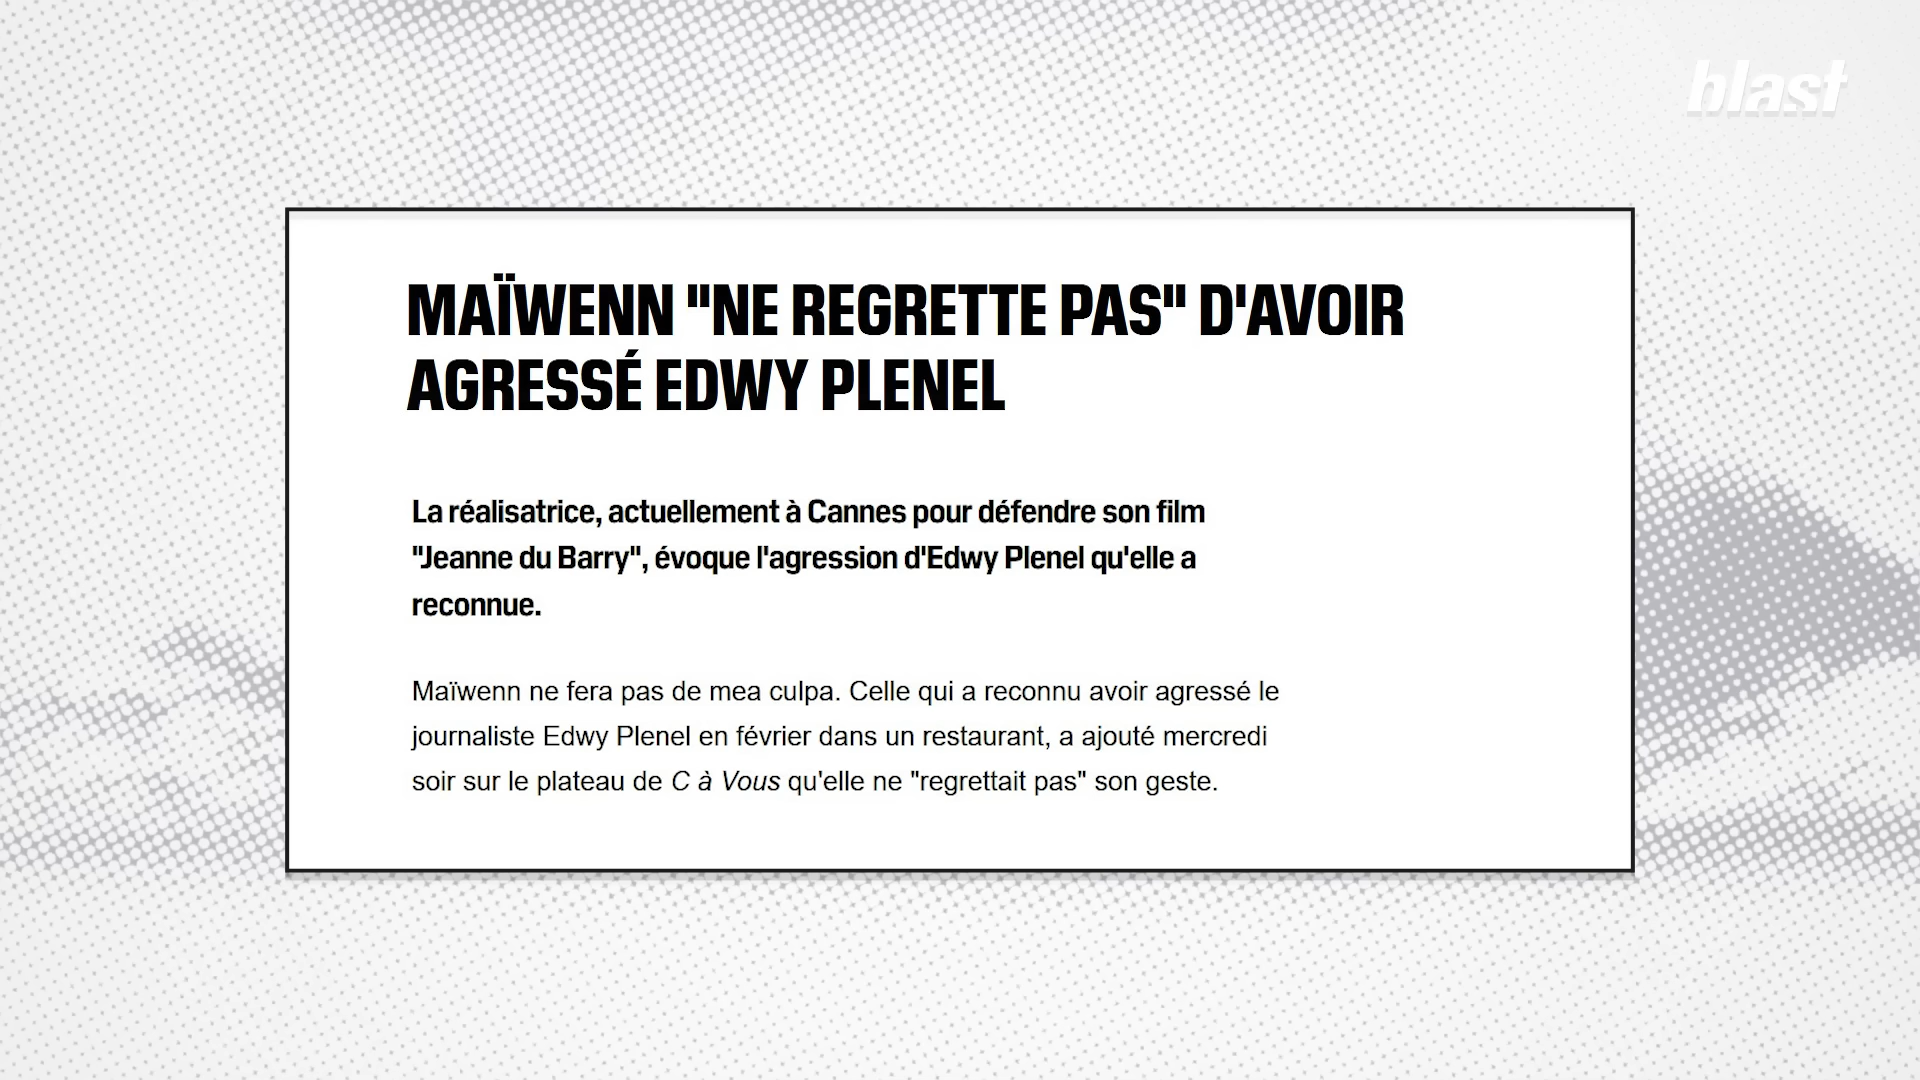 blast
MAÏWENN "NE REGRETTE PAS" D'AVOIR
AGRESSÉ EDWY PLENEL
La réalisatrice, actuellement à Cannes pour défendre son film
"Jeanne du Barry", évoque l'agression d'Edwy Plenel qu'elle a
reconnue.
Maïwenn ne fera pas de mea culpa. Celle qui a reconnu avoir agressé le
journaliste Edwy Plenel en février dans un restaurant, a ajouté mercredi
soir sur le plateau de C à Vous qu'elle ne "regrettait pas" son geste.